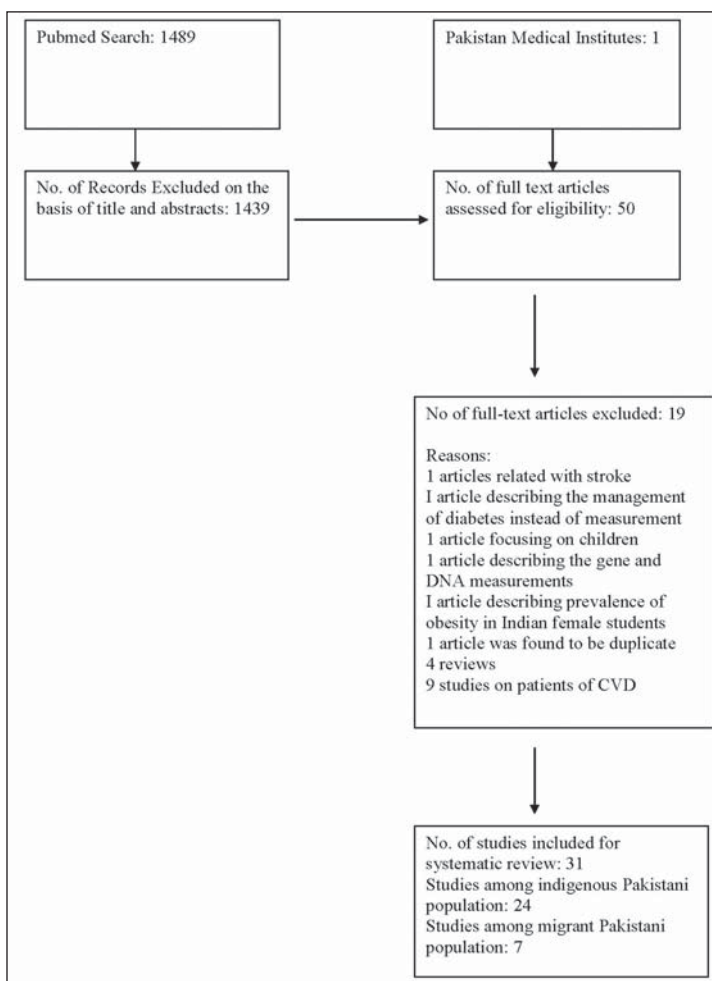 Pubmed Search: 1489
Pakistan Medical Institutes: 1
No. of Records Excluded on the
basis of title and abstracts: 1439
No. of full text articles
assessed for eligibility: 50
No of full-text articles excluded: 19
Reasons:
1 articles related with stroke
I article describing the management
of diabetes instead of measurement
1 article focusing on children
1 article describing the gene and
DNA measurements
I article describing prevalence of
obesity in Indian female students
1 article was found to be duplicate
4 reviews
9 studies on patients of CVD
No. of studies included for
systematic review: 31
Studies among indigenous Pakistani
population: 24
Studies among migrant Pakistani
population: 7